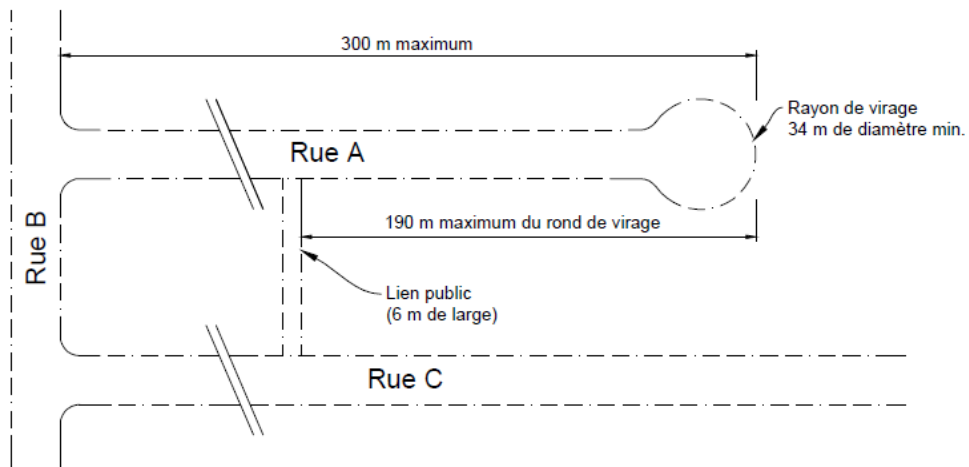 300 m maximum
Rayon de virage
34 m de diamètre min.
Rue A
190 m maximum du rond de virage
Rue B
Lien public
(6 m de large)
Rue C